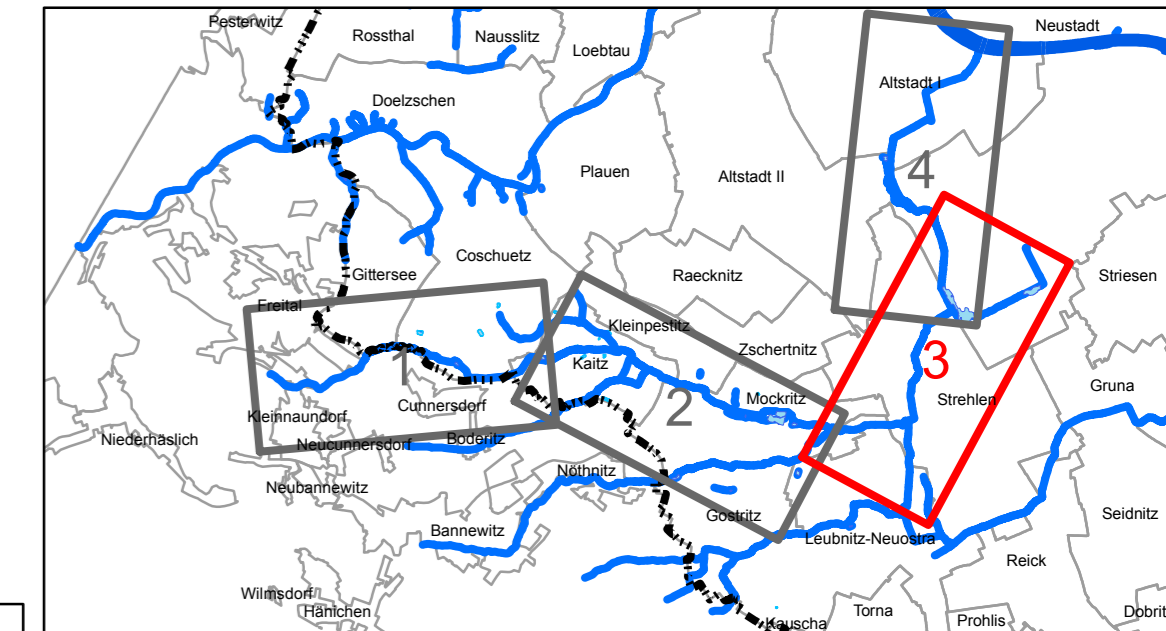 Pesterwitz
Rossthal
Nausslitz
Loebtau
Neustadt
Altstadt I
Doelzschen
Plauen
Altstadt II
4
Coschuetz
Gittersee
Raecknitz
Striesen
Freital
Kleinpestitz
Zschertnitz
1
Kaitz
3
Gruna
Cunnersdorf
2
Mockritz
Strehlen
Kleinnaundorf
Niederhäslich
Neucunnersdorf
Boderitz
Nöthnitz
Neubannewitz
Gostritz
Seidnitz
Bannewitz
Leubnitz-Neuostra
Reick
Wilmsdorf
Hänichen
Torna
Prohlis
Dobrit
Kauscha